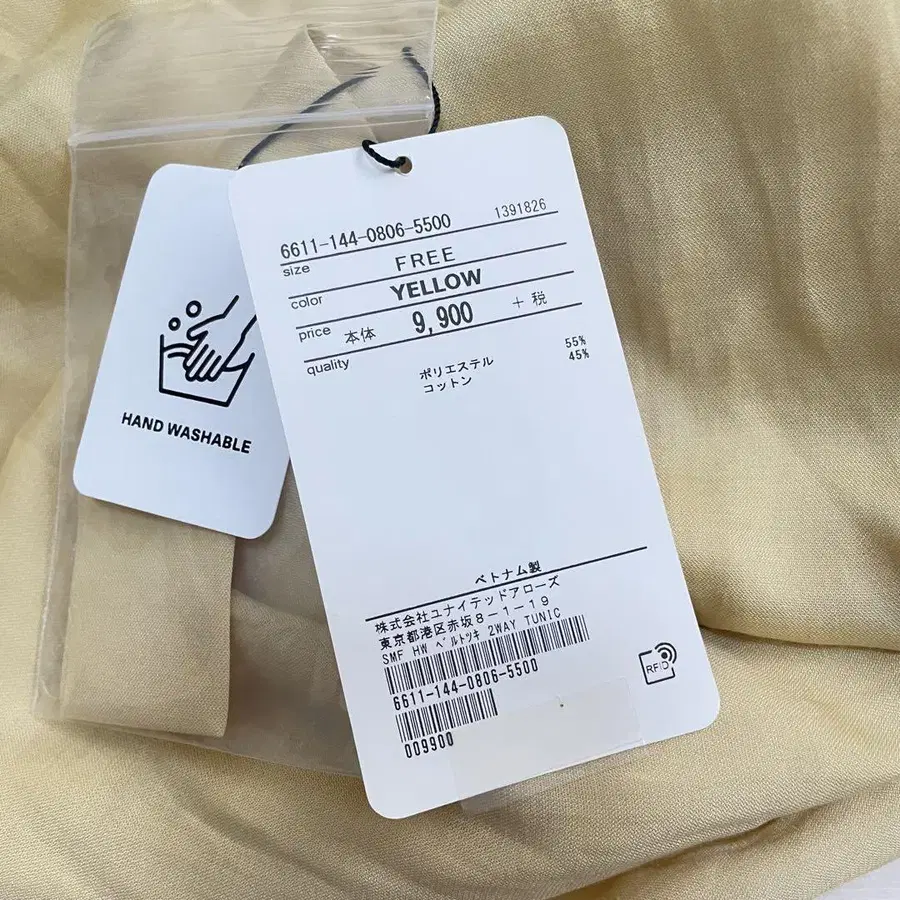 HAND WASHABLE
6611-144-0806-5500 1391826
size FREE
color YELLOW
price 本体 9,900 +税
quality ポリエステル 55%
コットン 45%
ベトナム製
株式会社ユナイテッドアローズ
東京都港区赤坂8-1-19
SMF HW ベルトツキ 2WAY TUNIC
6611-144-0806-5500
009900
RFID